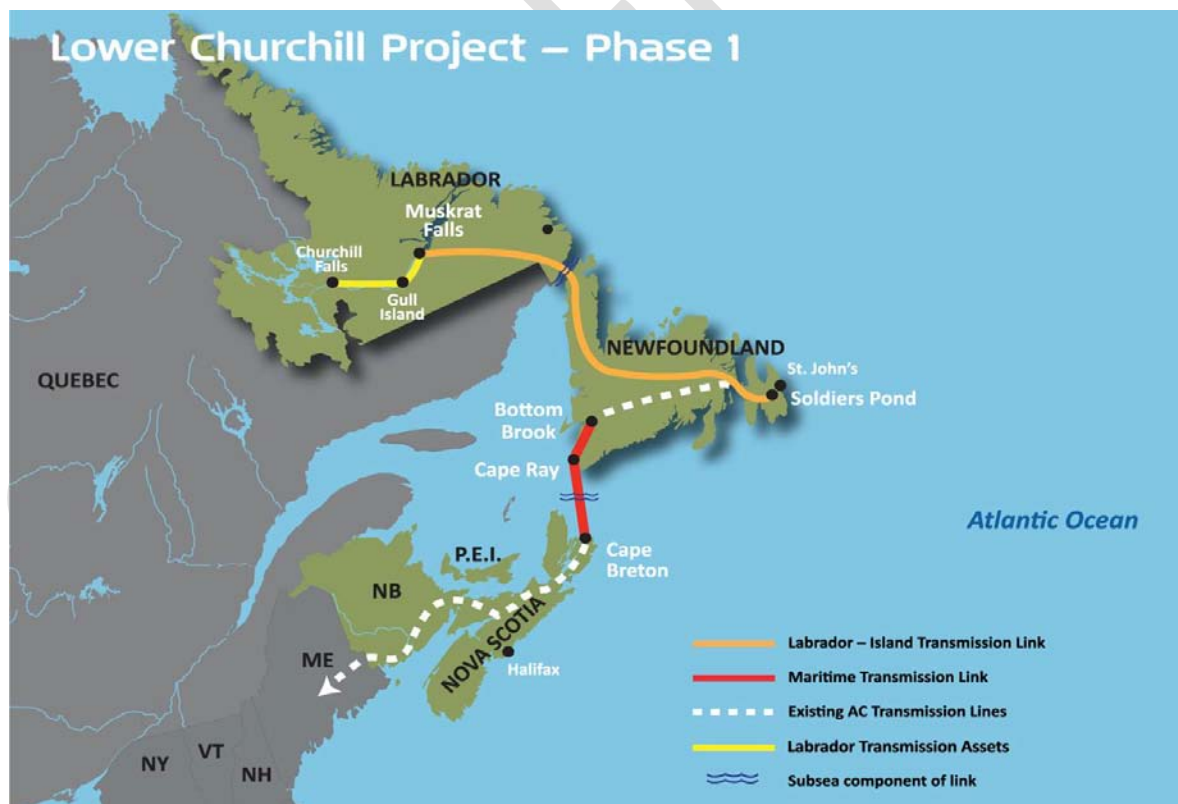 Lower Churchill Project – Phase 1
LABRADOR
Muskrat
Falls
Churchill
Falls
Gull
Island
QUEBEC
NEWFOUNDLAND
St. John's
Soldiers Pond
Bottom
Brook
Cape Ray
Atlantic Ocean
Cape
Breton
P.E.I.
NB
NOVA SCOTIA
ME
Halifax
VT
NY
NH
Labrador – Island Transmission Link
Maritime Transmission Link
Existing AC Transmission Lines
Labrador Transmission Assets
Subsea component of link